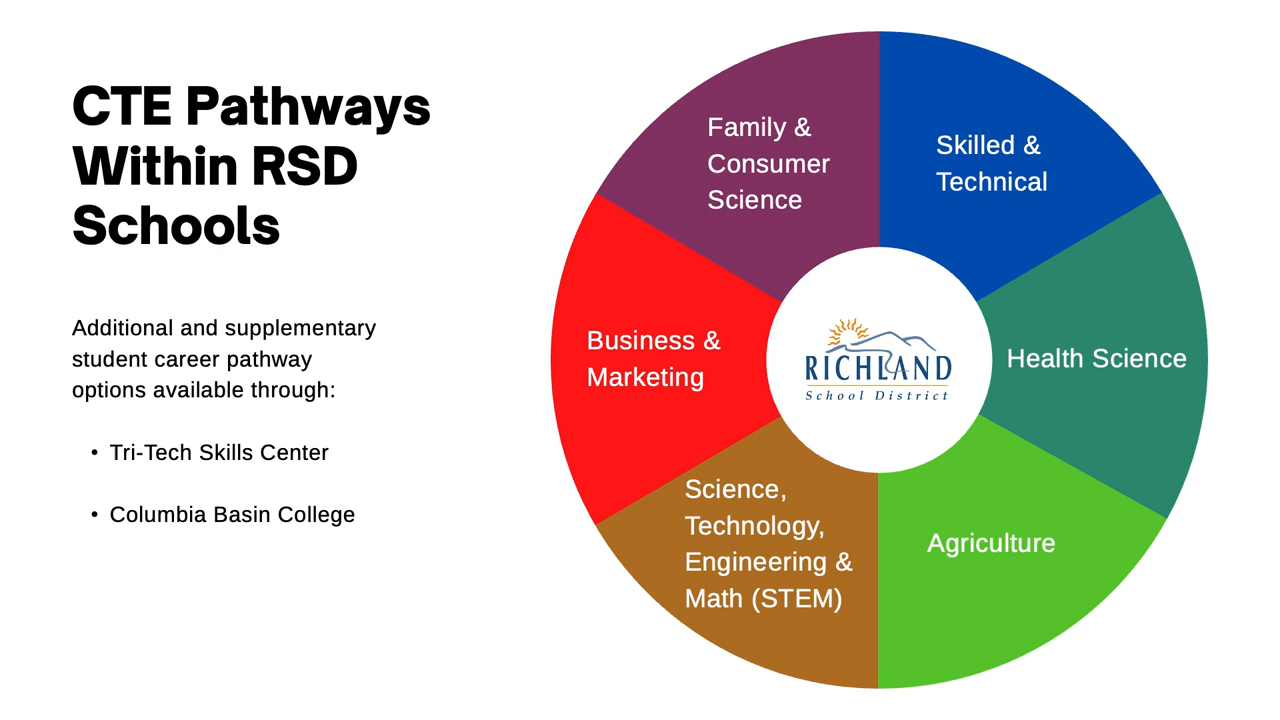 CTE Pathways
Within RSD
Schools
Additional and supplementary
student career pathway
options available through:
• Tri-Tech Skills Center
• Columbia Basin College
Family &
Consumer
Science
Skilled &
Technical
Business &
Marketing
RICHLAND
School District
Health Science
Science,
Technology,
Engineering &
Math (STEM)
Agriculture